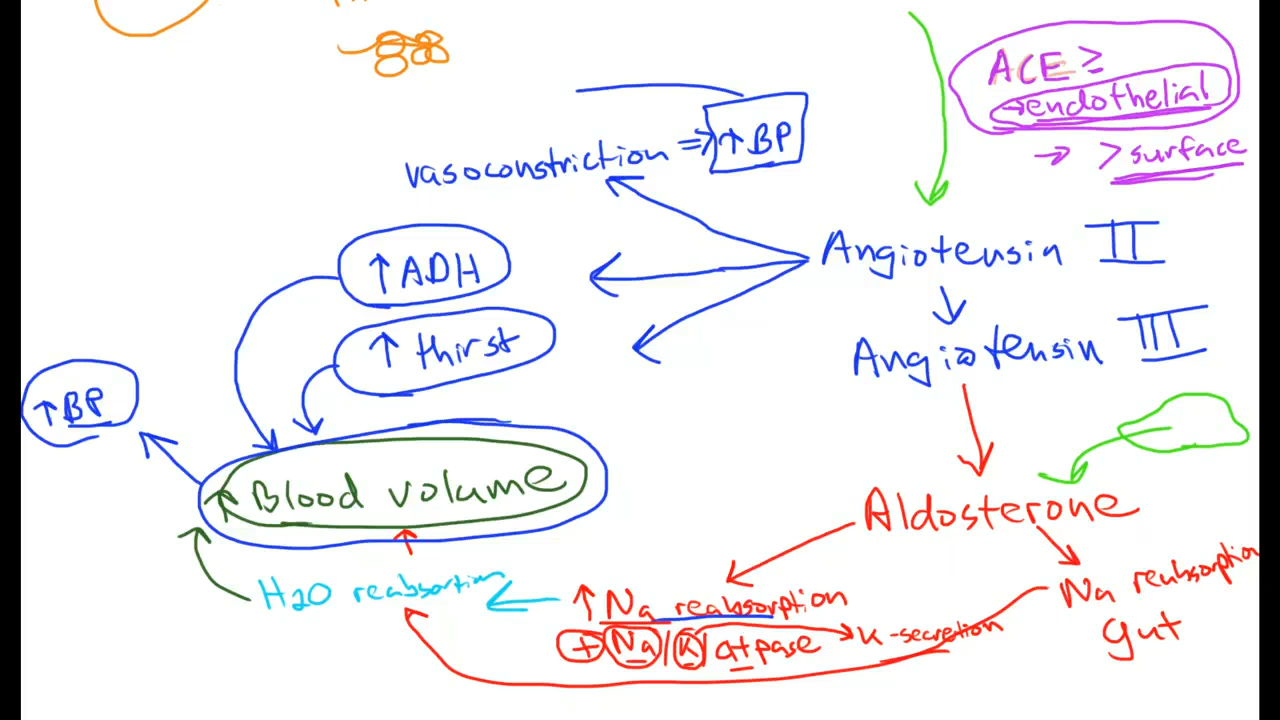 ACE ≥
→ endothelial
→ > surface
vasoconstriction ⇒ ↑ BP
Angiotensin II
↑ ADH
↑ thirst
Angiotensin III
↑ BP
↑ Blood volume
Aldosterone
H2O reabsortion
↑ Na reabsorption
+ Na/K atpase → K-secretion
Na reabsorption
gut